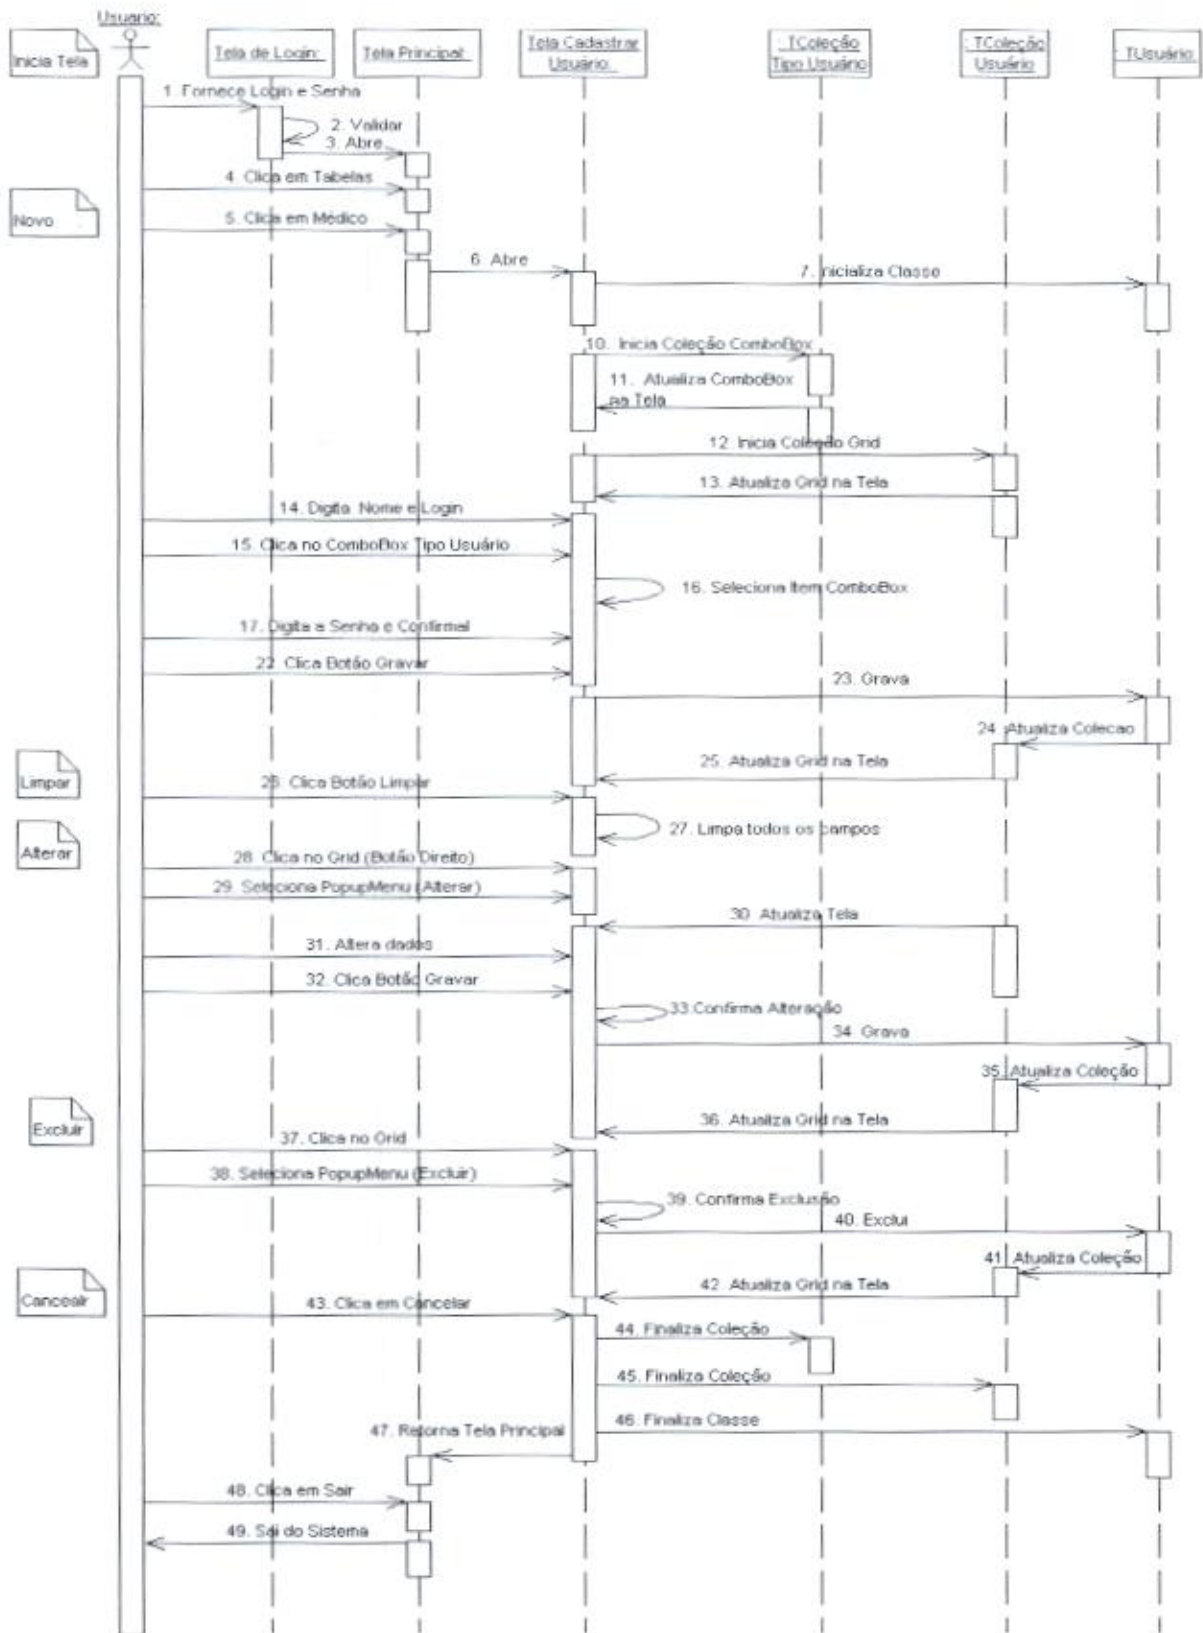 Usuario:
Inicia Tela
Tela de Login:
Tela Principal:
Tela Cadastrar
Usuário:
: TColeção
Tipo Usuário
: TColeção
Usuário
: TUsuário
1. Fornece Login e Senha
2. Validar
3. Abre
4. Clica em Tabelas
Novo
5. Clica em Médico
6. Abre
7. Inicializa Classe
10. Inicia Coleção ComboBox
11. Atualiza ComboBox
na Tela
12. Inicia Coleção Grid
13. Atualiza Grid na Tela
14. Digita Nome e Login
15. Clica no ComboBox Tipo Usuário
16. Seleciona Item ComboBox
17. Digita a Senha e Confirmal
22. Clica Botão Gravar
23. Grava
24. Atualiza Colecao
25. Atualiza Grid na Tela
Limpar
26. Clica Botão Limpar
27. Limpa todos os campos
Alterar
28. Clica no Grid (Botão Direito)
29. Seleciona PopupMenu (Alterar)
30. Atualiza Tela
31. Altera dados
32. Clica Botão Gravar
33.Confirma Alteração
34. Grava
35. Atualiza Coleção
36. Atualiza Grid na Tela
Excluir
37. Clica no Grid
38. Seleciona PopupMenu (Excluir)
39. Confirma Exclusão
40. Exclui
41. Atualiza Coleção
42. Atualiza Grid na Tela
Cancealr
43. Clica em Cancelar
44. Finaliza Coleção
45. Finaliza Coleção
46. Finaliza Classe
47. Retorna Tela Principal
48. Clica em Sair
49. Sai do Sistema